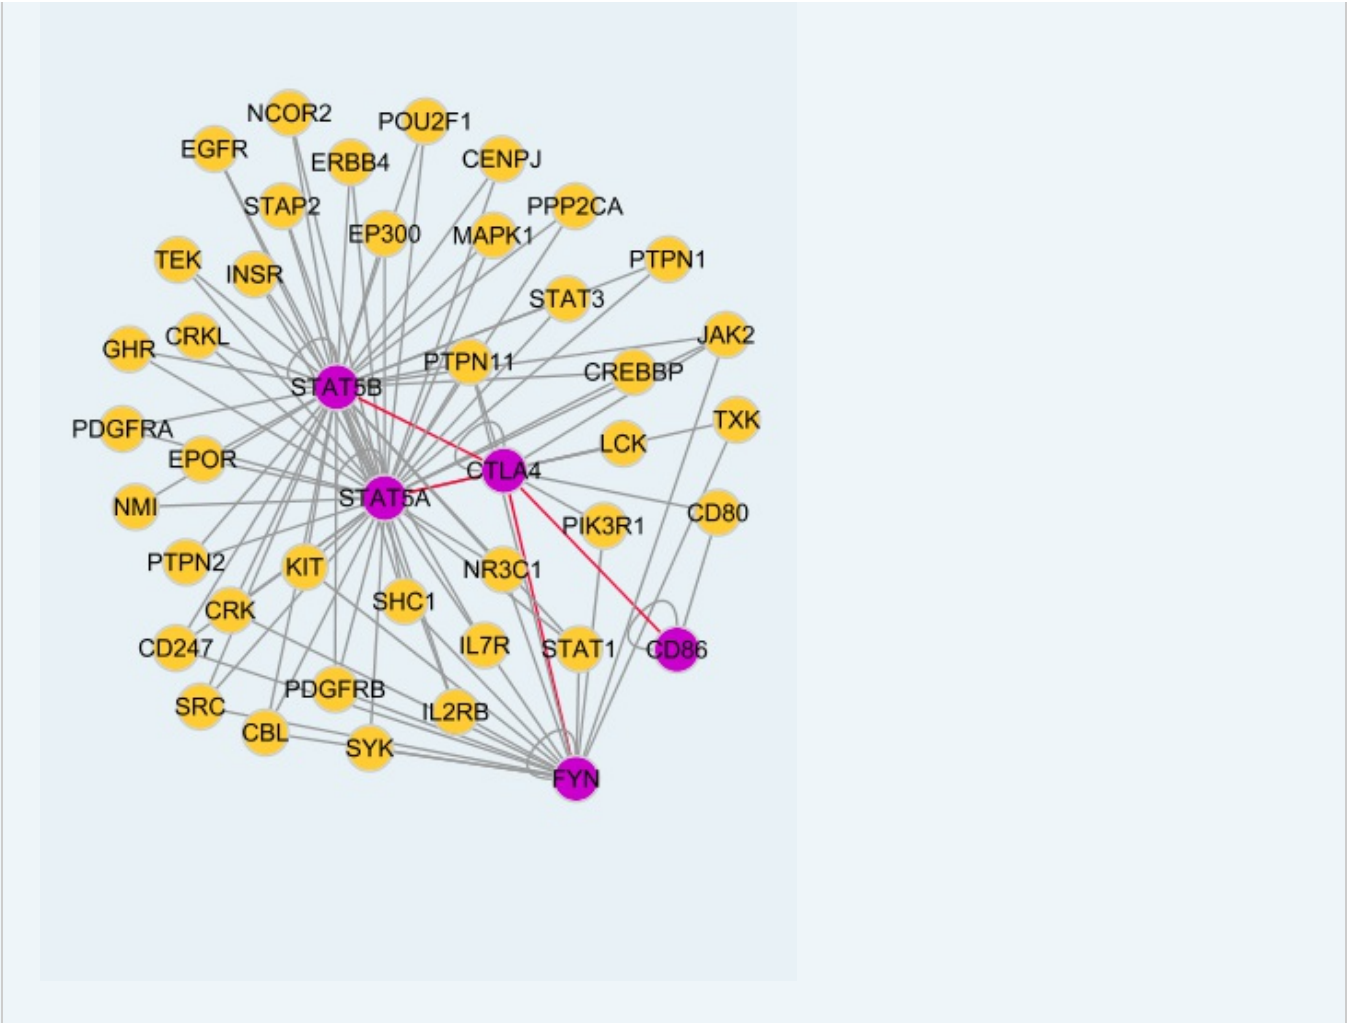 NCOR2
POU2F1
EGFR
ERBB4
CENPJ
STAP2
PPP2CA
EP300
MAPK1
TEK
INSR
PTPN1
STAT3
GHR
CRKL
JAK2
PTPN11
CREBBP
STAT5B
PDGFRA
TXK
EPOR
LCK
CTLA4
NMI
STAT5A
PIK3R1
CD80
PTPN2
KIT
NR3C1
CRK
SHC1
CD247
IL7R
STAT1
CD86
SRC
PDGFRB
IL2RB
CBL
SYK
FYN